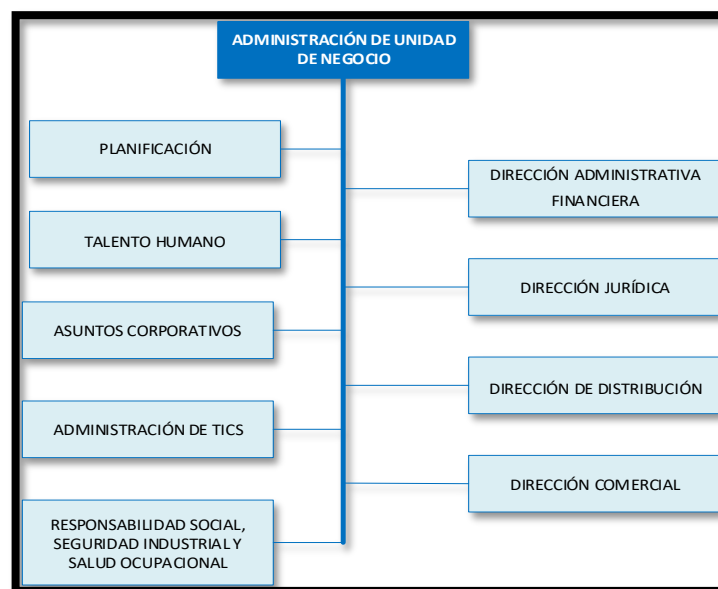 ADMINISTRACIÓN DE UNIDAD
DE NEGOCIO
PLANIFICACIÓN
DIRECCIÓN ADMINISTRATIVA
FINANCIERA
TALENTO HUMANO
DIRECCIÓN JURÍDICA
ASUNTOS CORPORATIVOS
DIRECCIÓN DE DISTRIBUCIÓN
ADMINISTRACIÓN DE TICS
DIRECCIÓN COMERCIAL
RESPONSABILIDAD SOCIAL,
SEGURIDAD INDUSTRIAL Y
SALUD OCUPACIONAL